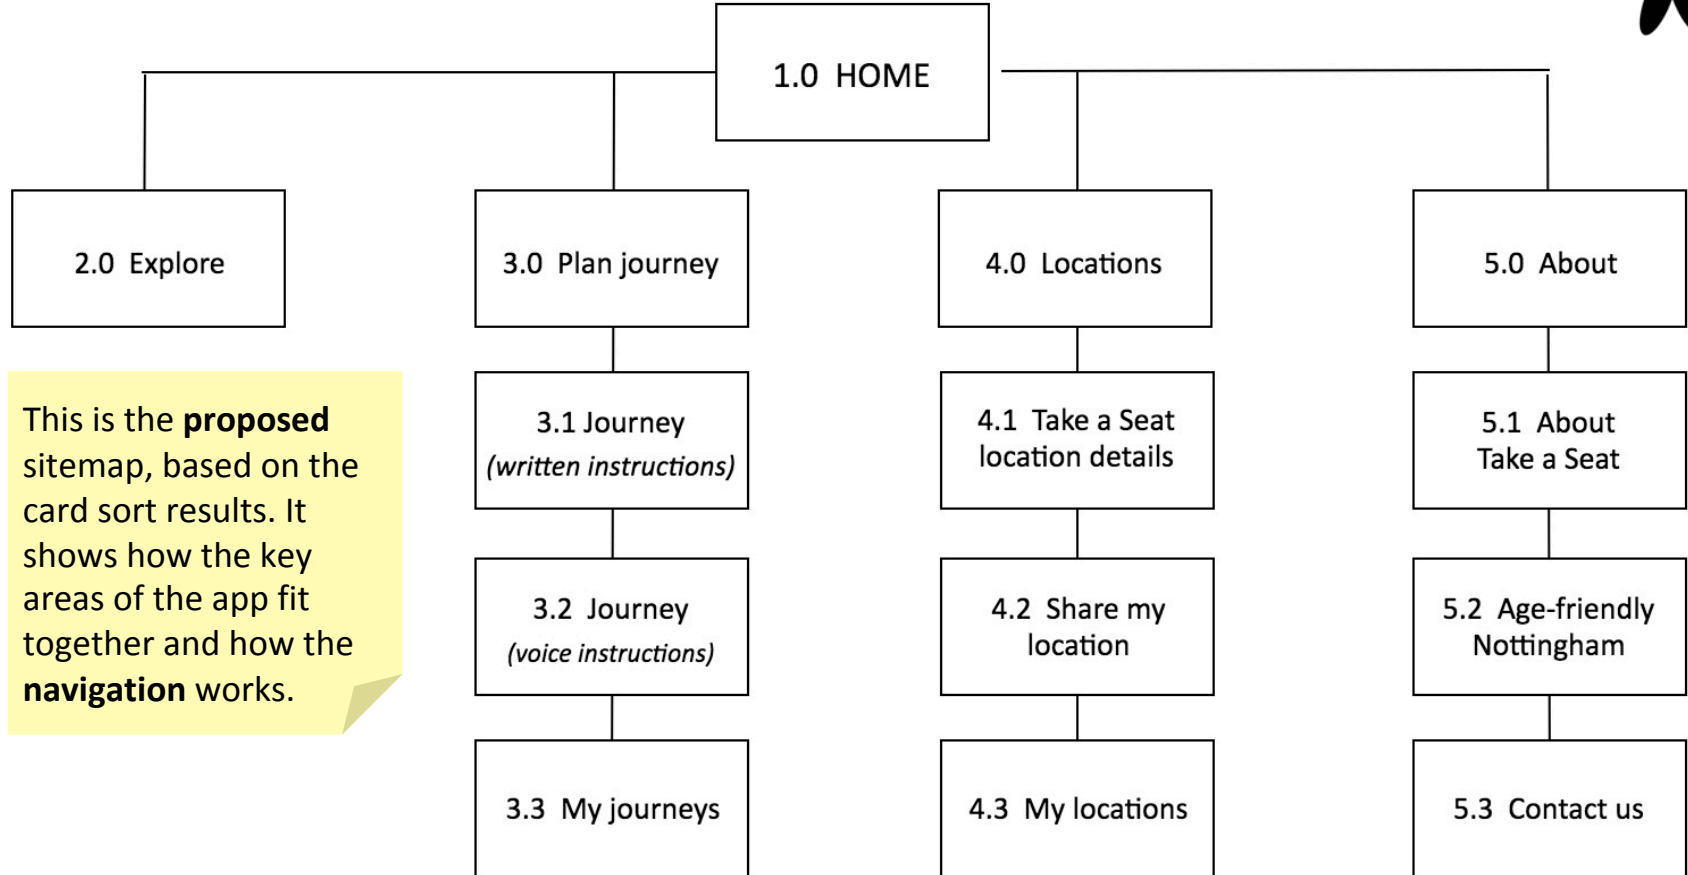 1.0 HOME
2.0 Explore
3.0 Plan journey
4.0 Locations
5.0 About
This is the proposed
sitemap, based on the
card sort results. It
shows how the key
areas of the app fit
together and how the
navigation works.
3.1 Journey
(written instructions)
3.2 Journey
(voice instructions)
3.3 My journeys
4.1 Take a Seat
location details
4.2 Share my
location
4.3 My locations
5.1 About
Take a Seat
5.2 Age-friendly
Nottingham
5.3 Contact us